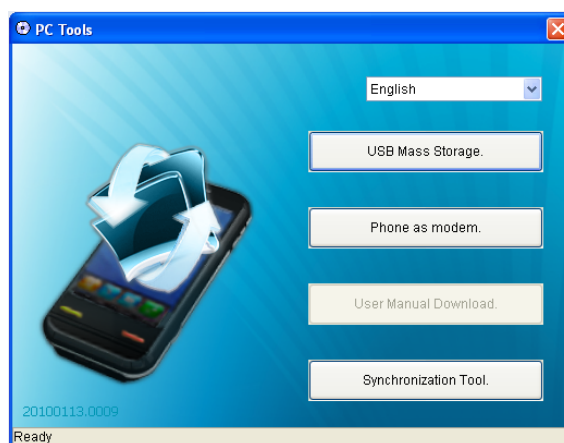 PC Tools
English
USB Mass Storage.
Phone as modem.
User Manual Download.
Synchronization Tool.
20100113.0009
Ready